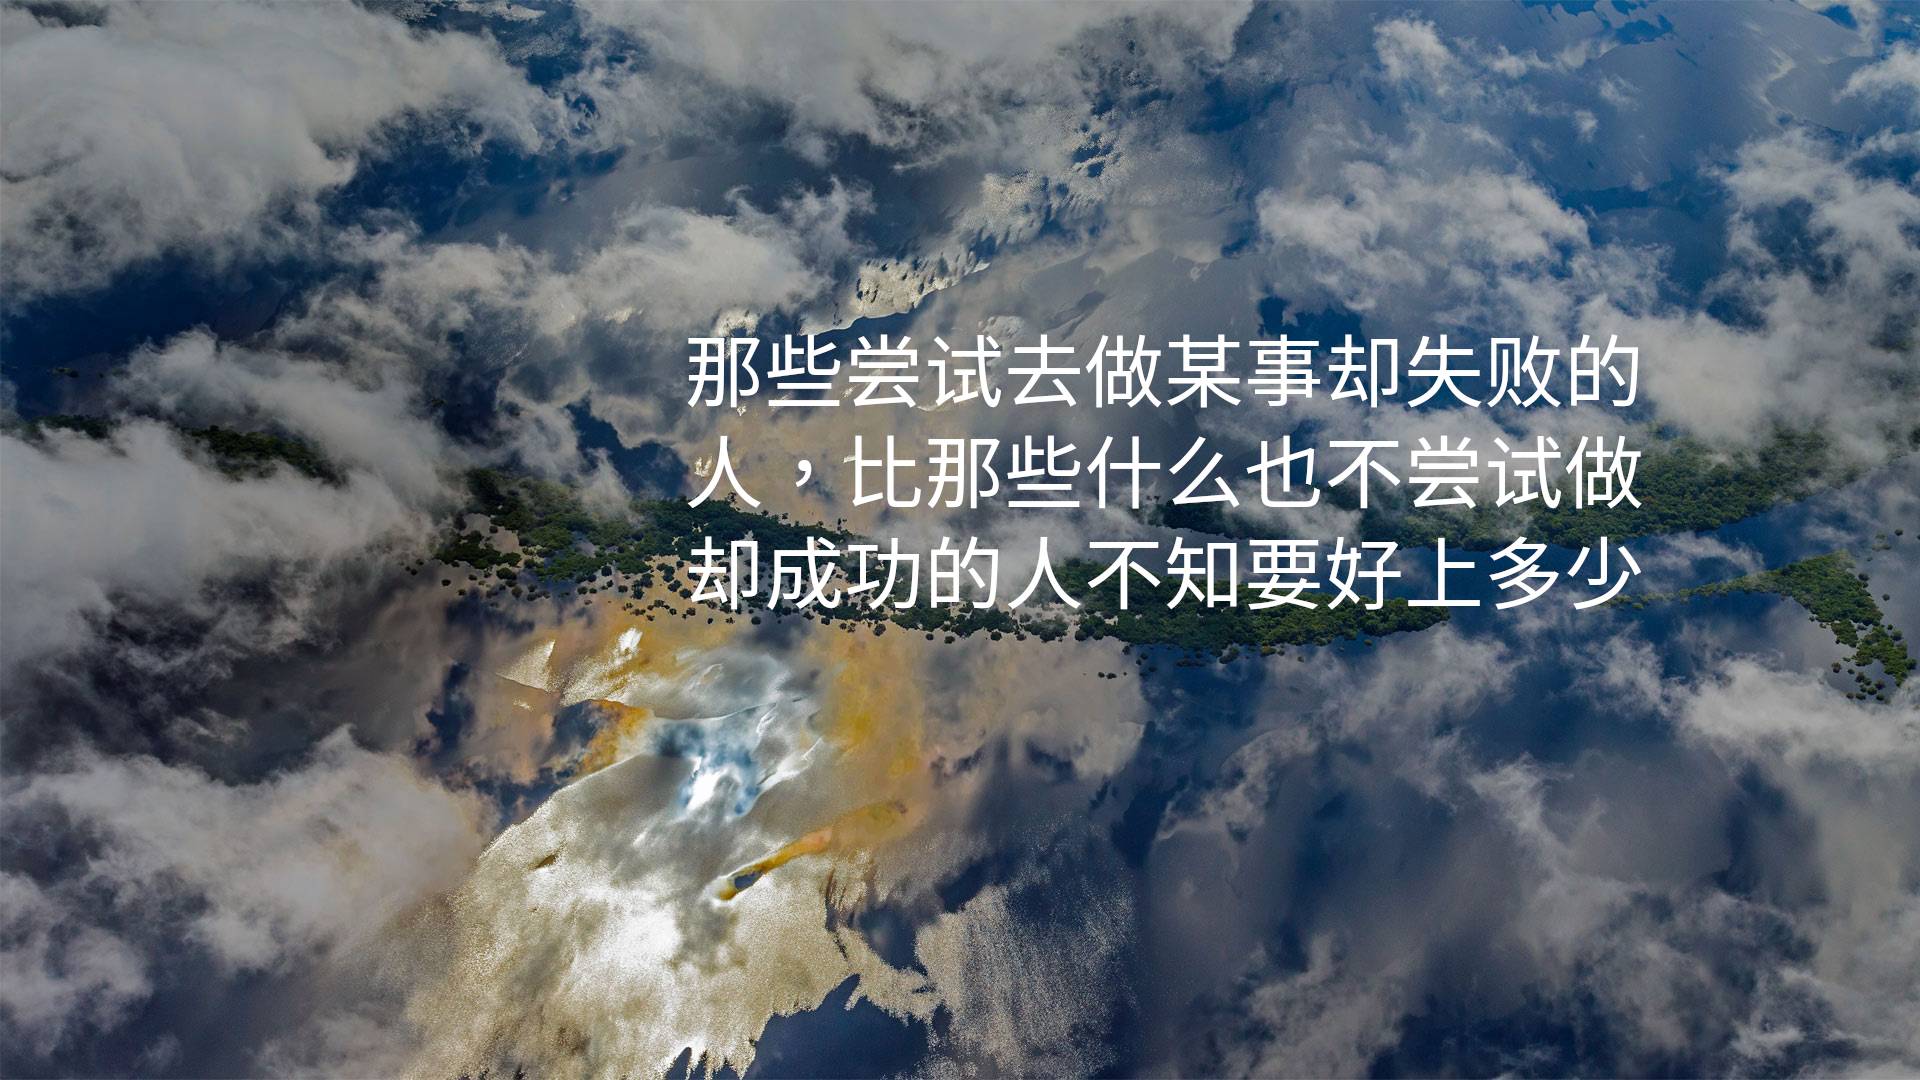 那些尝试去做某事却失败的
人，比那些什么也不尝试做
却成功的人不知要好上多少